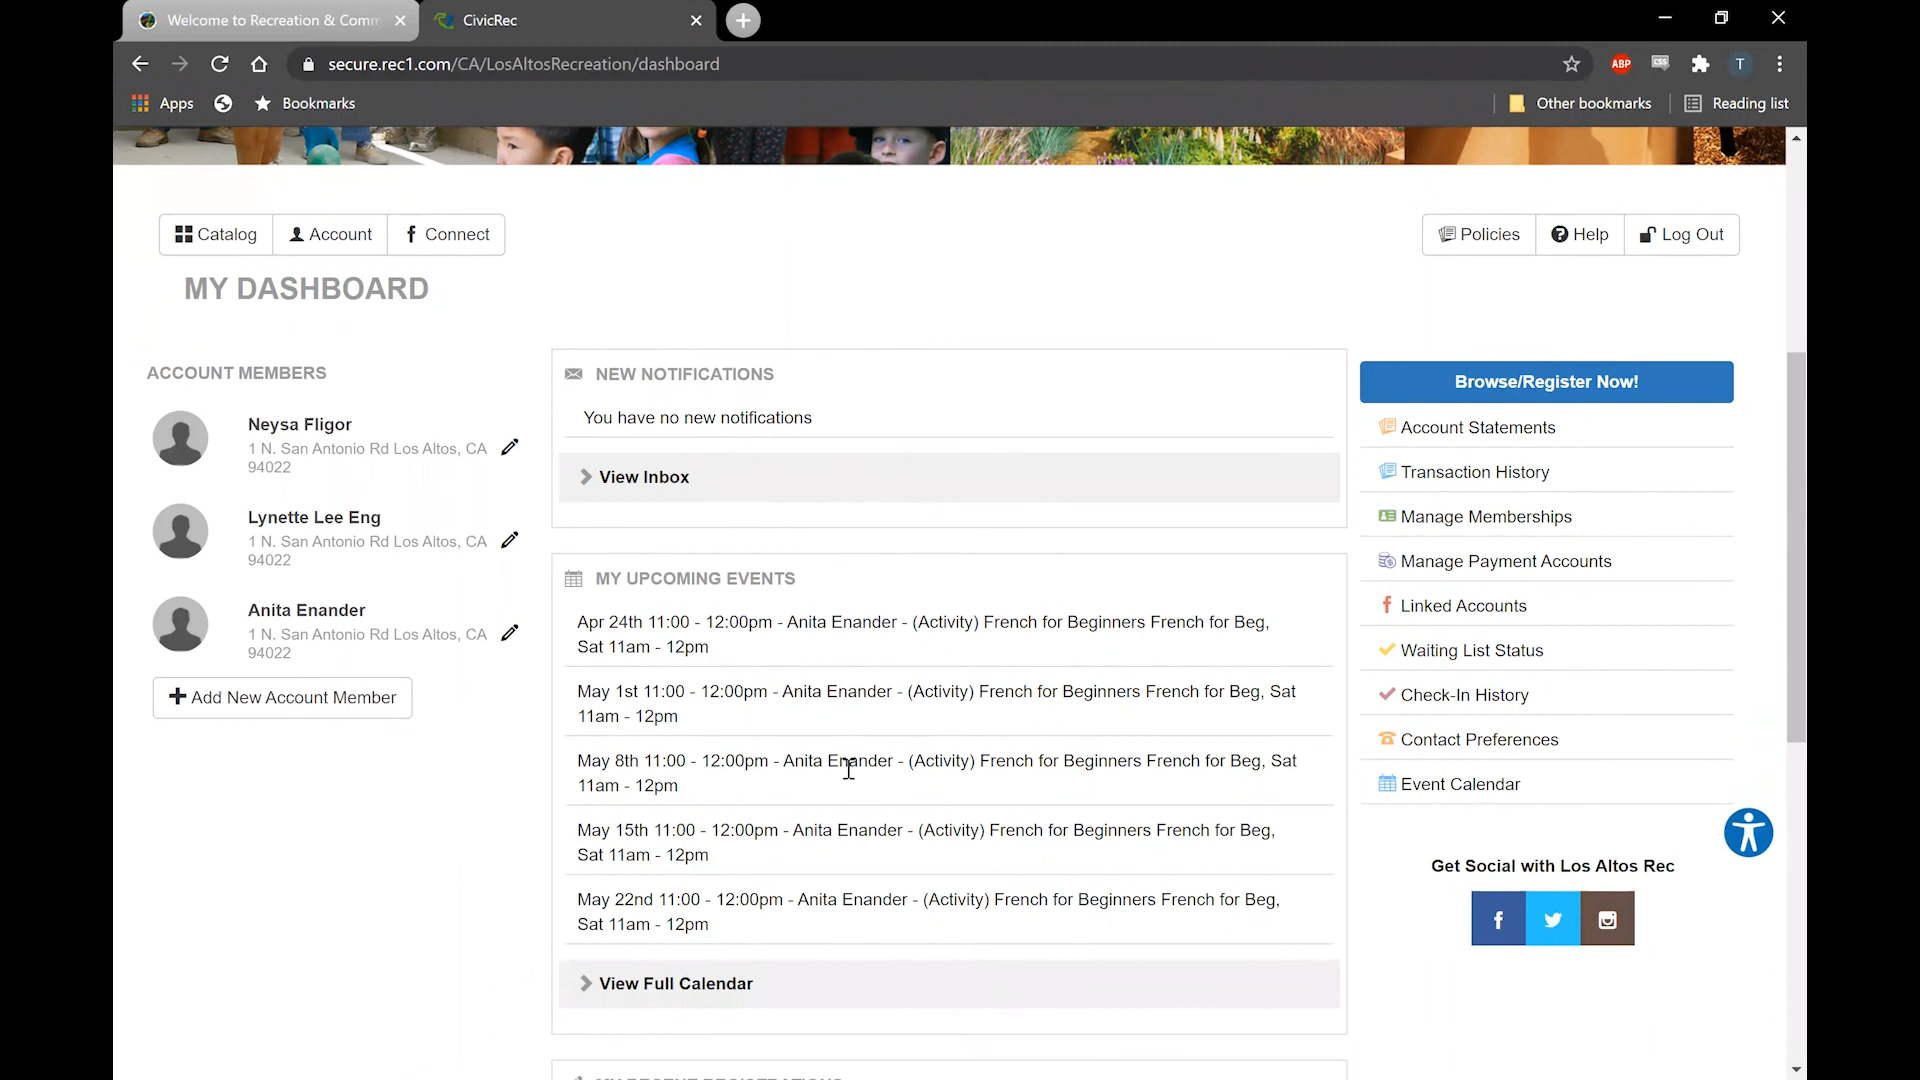 Welcome to Recreation & Comm
CivicRec
secure.rec1.com/CA/LosAltosRecreation/dashboard
ABP
CSS
T
Apps
Bookmarks
Other bookmarks
Reading list
Catalog
Account
Connect
Policies
Help
Log Out
MY DASHBOARD
ACCOUNT MEMBERS
Neysa Fligor
1 N. San Antonio Rd Los Altos, CA
94022
Lynette Lee Eng
1 N. San Antonio Rd Los Altos, CA
94022
Anita Enander
1 N. San Antonio Rd Los Altos, CA
94022
Add New Account Member
NEW NOTIFICATIONS
You have no new notifications
View Inbox
MY UPCOMING EVENTS
Apr 24th 11:00 - 12:00pm - Anita Enander - (Activity) French for Beginners French for Beg,
Sat 11am - 12pm
May 1st 11:00 - 12:00pm - Anita Enander - (Activity) French for Beginners French for Beg, Sat
11am - 12pm
May 8th 11:00 - 12:00pm - Anita Enander - (Activity) French for Beginners French for Beg, Sat
11am - 12pm
May 15th 11:00 - 12:00pm - Anita Enander - (Activity) French for Beginners French for Beg,
Sat 11am - 12pm
May 22nd 11:00 - 12:00pm - Anita Enander - (Activity) French for Beginners French for Beg,
Sat 11am - 12pm
View Full Calendar
MY RECENT REGISTRATIONS
Browse/Register Now!
Account Statements
Transaction History
Manage Memberships
Manage Payment Accounts
Linked Accounts
Waiting List Status
Check-In History
Contact Preferences
Event Calendar
Get Social with Los Altos Rec